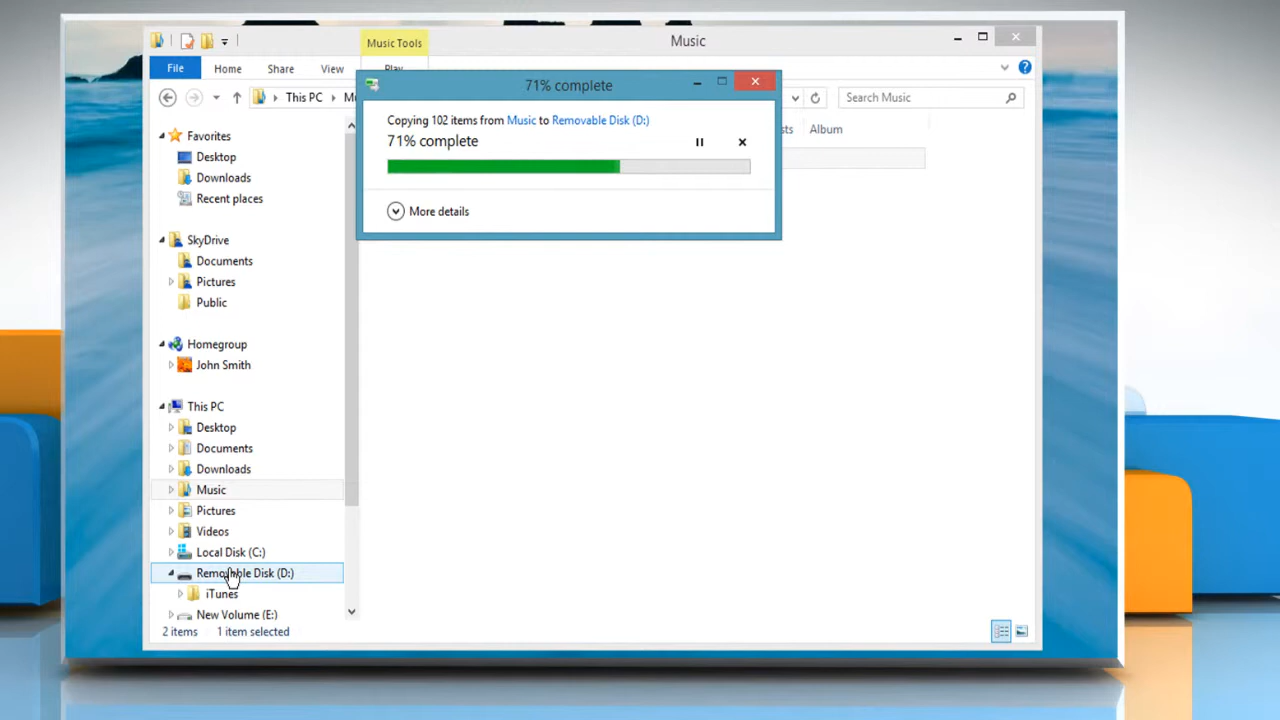 Music Tools
Music
File
Home
Share
View
This PC
Search Music
Album
71% complete
Copying 102 items from Music to Removable Disk (D:)
71% complete
More details
Favorites
Desktop
Downloads
Recent places
SkyDrive
Documents
Pictures
Public
Homegroup
John Smith
This PC
Desktop
Documents
Downloads
Music
Pictures
Videos
Local Disk (C:)
Removable Disk (D:)
iTunes
New Volume (E:)
2 items 1 item selected